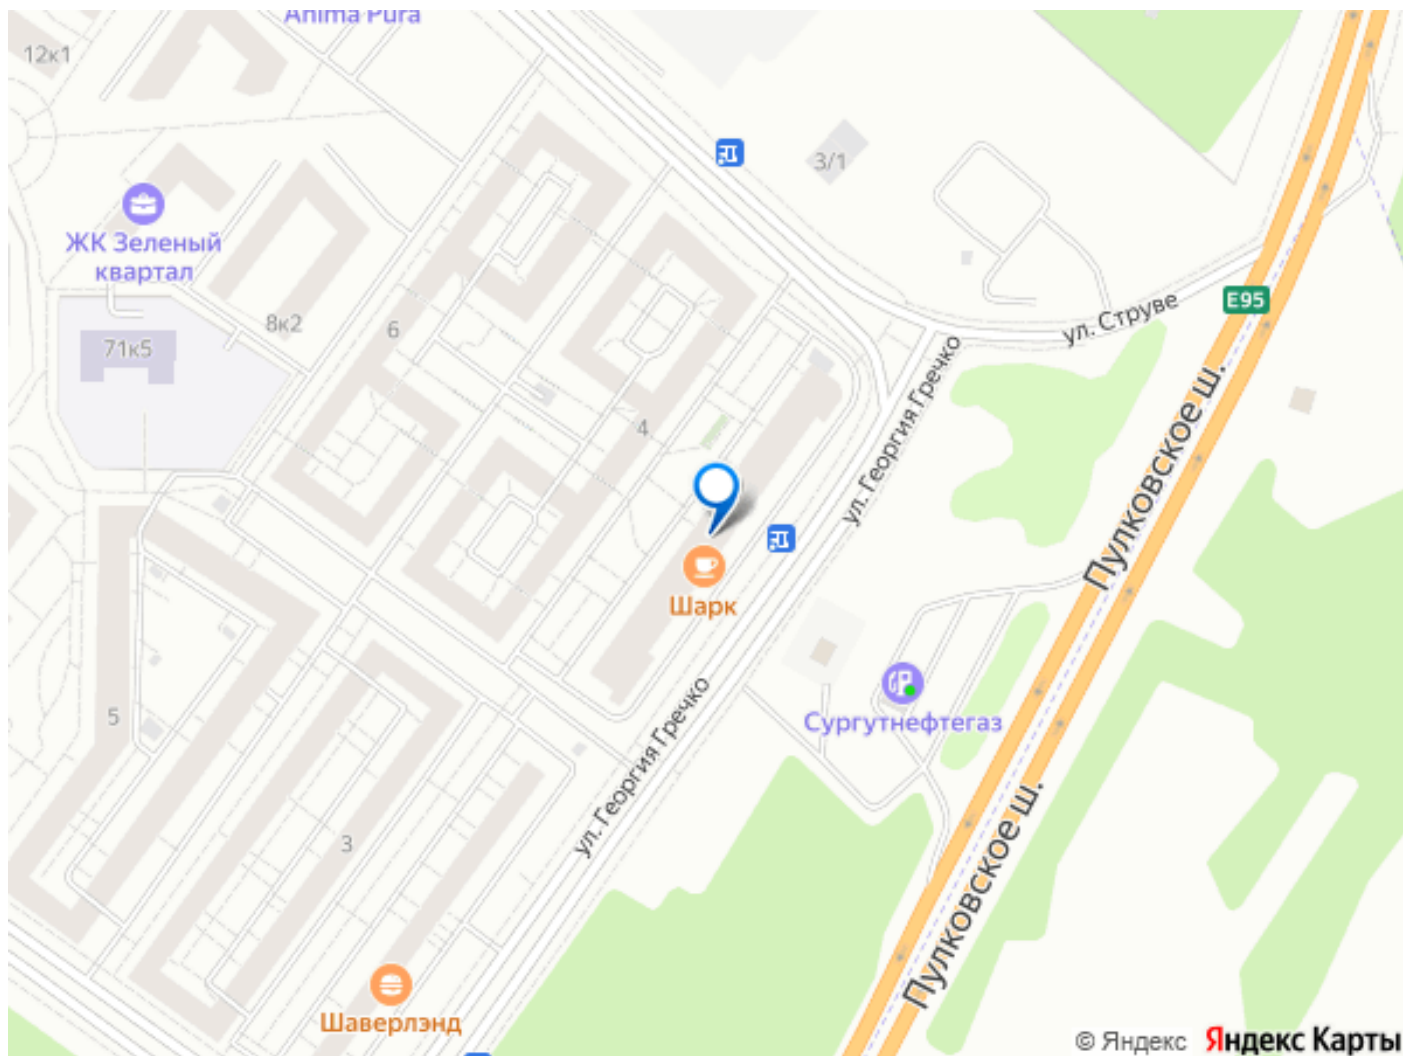 Anima Pura
12к1
3/1
ЖК Зеленый
квартал
8к2
6
71к5
E95
ул. Струве
ул. Георгия Гречко
Пулковское ш.
4
Шарк
Сургутнефтегаз
5
ул. Георгия Гречко
3
Пулковское ш.
Шаверлэнд
© Яндекс Яндекс Карты